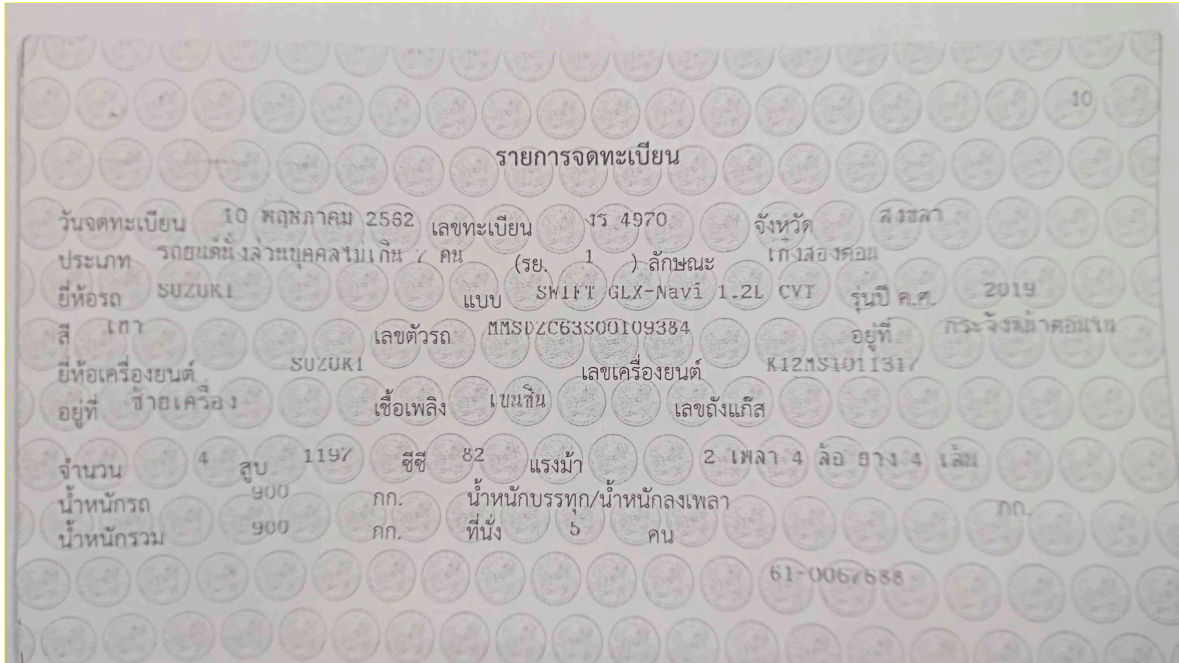 10
รายการจดทะเบียน
วันจดทะเบียน 10 พฤษภาคม 2562 เลขทะเบียน 4970 จังหวัด สงขลา
ประเภท รถยนต์นั่งส่วนบุคคลไม่เกิน 7 คน (รย. 1 ) ลักษณะ เก๋งสองตอน
ยี่ห้อรถ SUZUKI แบบ SWIFT GLX-Navi 1.2L CVT รุ่นปี ค.ศ. 2019
สี เทา เลขตัวรถ MMSDZC63S00109384 อยู่ที่ กระจังหน้าตอนบน
ยี่ห้อเครื่องยนต์ SUZUKI เลขเครื่องยนต์ K12MS1011317
อยู่ที่ ซ้ายเครื่อง เชื้อเพลิง เบนซิน เลขถังแก๊ส
จำนวน 4 สูบ 1197 ซีซี 82 แรงม้า 2 เพลา 4 ล้อ ยาง 4 เส้น
น้ำหนักรถ 900 กก. น้ำหนักบรรทุก/น้ำหนักลงเพลา กก.
น้ำหนักรวม 900 กก. ที่นั่ง 5 คน
61-0067688